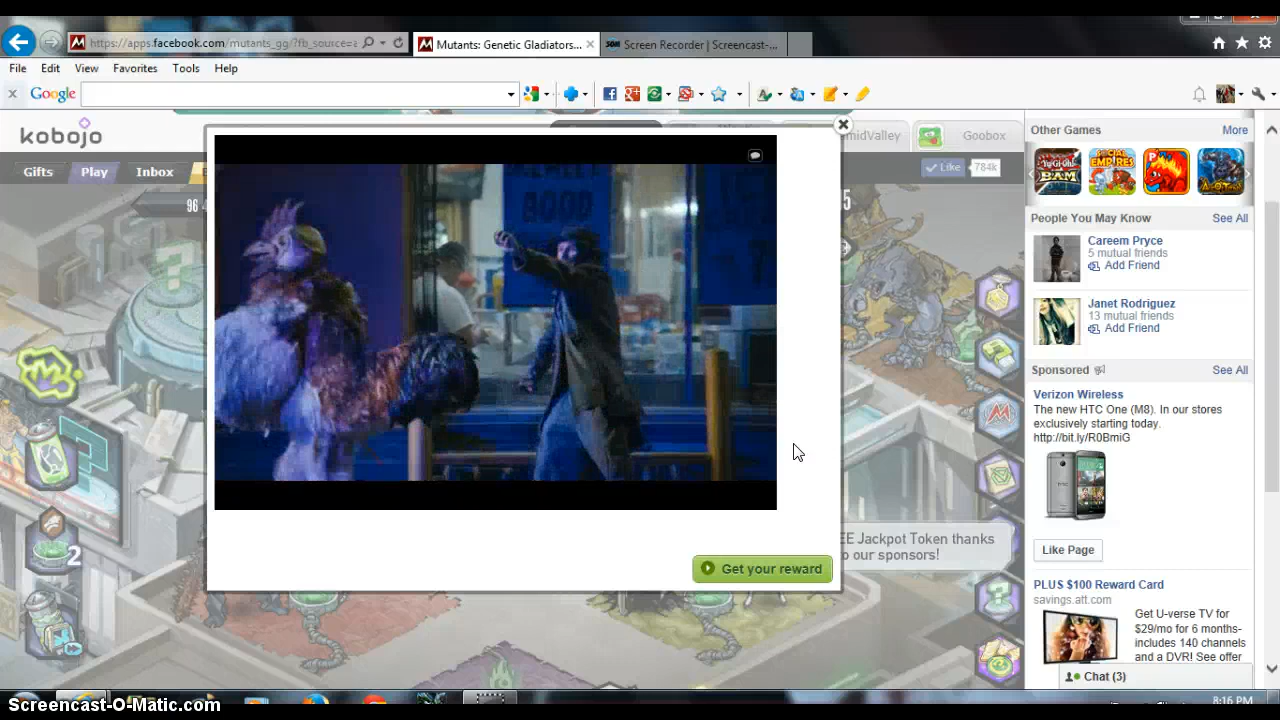 https://apps.facebook.com/mutants_gg/?fb_source=
Mutants: Genetic Gladiators...
Screen Recorder | Screencast-...
File Edit View Favorites Tools Help
Google
kobojo
midValley
Goobox
Gifts Play Inbox
Like 784k
96
5
BOOD
Other Games More
People You May Know See All
Careem Pryce
5 mutual friends
Add Friend
Janet Rodriguez
13 mutual friends
Add Friend
Sponsored See All
Verizon Wireless
The new HTC One (M8). In our stores
exclusively starting today.
http://bit.ly/R0BmiG
Like Page
PLUS $100 Reward Card
savings.att.com
Get U-verse TV for
$29/mo for 6 months-
includes 140 channels
and a DVR! See offer
Chat (3)
2
EE Jackpot Token thanks
o our sponsors!
Get your reward
8:16 PM
Screencast-O-Matic.com